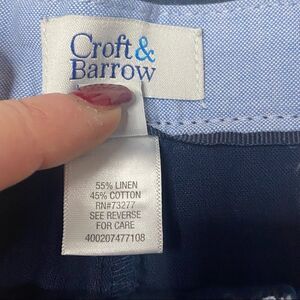 Croft &
Barrow
55% LINEN
45% COTTON
RN#73277
SEE REVERSE
FOR CARE
400207477108